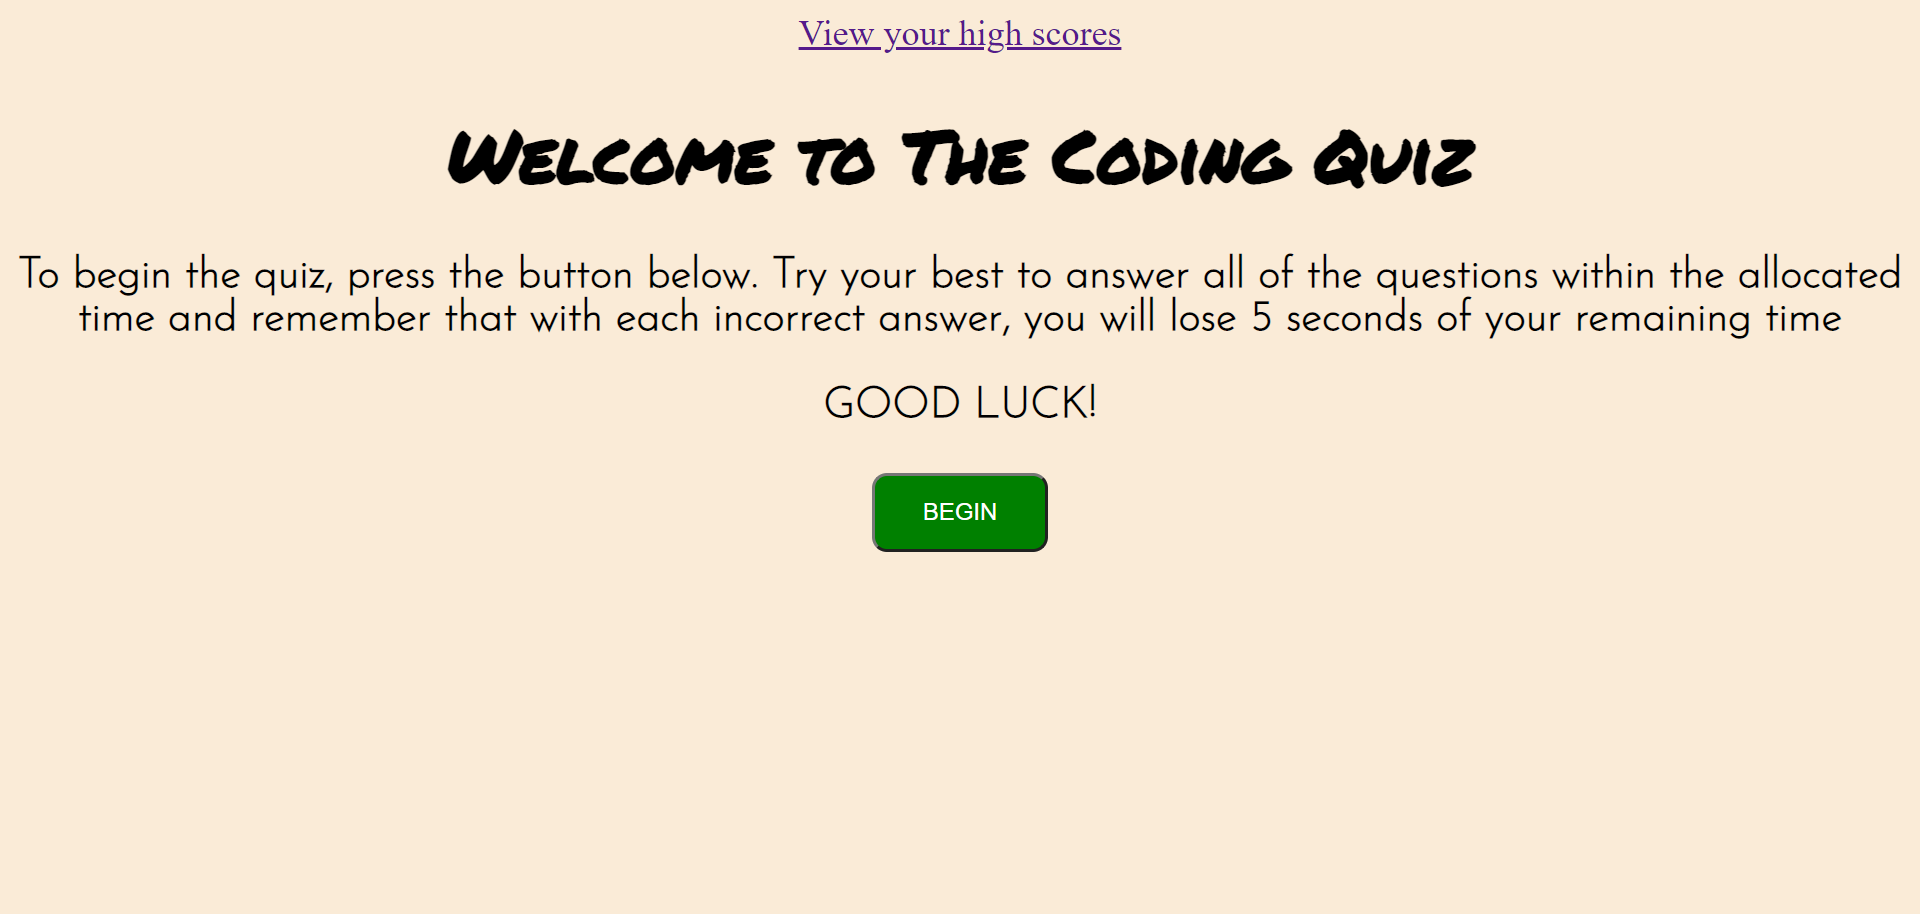 View your high scores
Welcome to The Coding Quiz
To begin the quiz, press the button below. Try your best to answer all of the questions within the allocated
time and remember that with each incorrect answer, you will lose 5 seconds of your remaining time
GOOD LUCK!
BEGIN